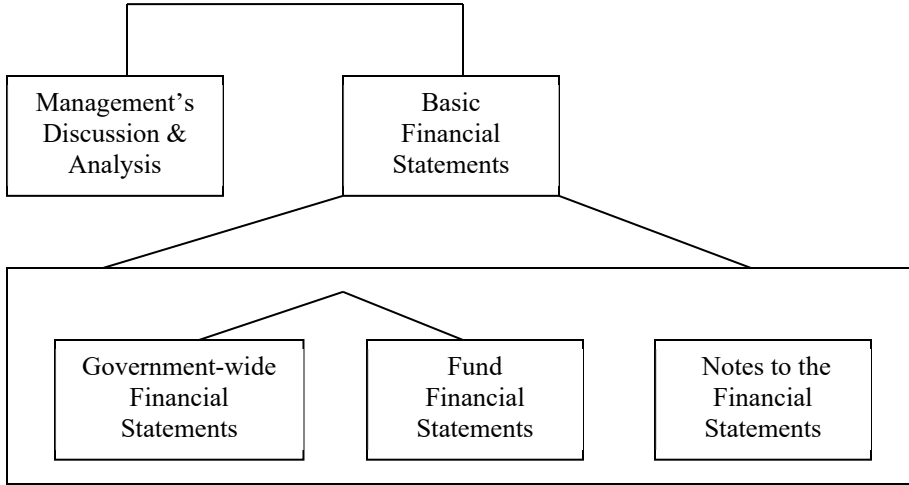 Management’s
Discussion &
Analysis
Basic
Financial
Statements
Government-wide
Financial
Statements
Fund
Financial
Statements
Notes to the
Financial
Statements